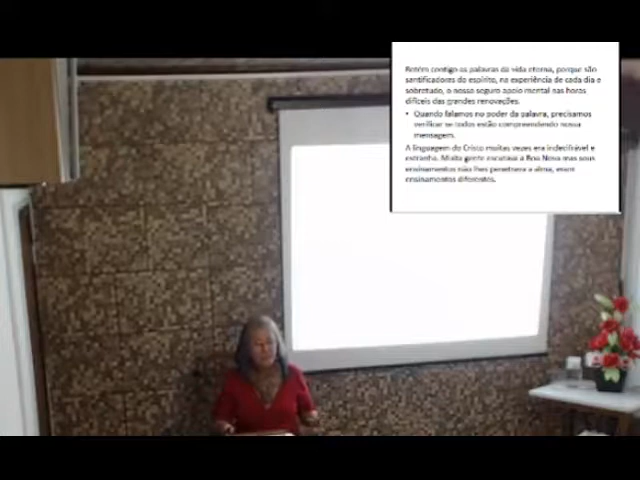 Retém contigo as palavras da vida eterna, porque são
santificadoras do espírito, na experiência de cada dia e
sobretudo, o nosso seguro apoio mental nas horas
difíceis das grandes renovações.
• Quando falamos no poder da palavra, precisamos
verificar se todos estão compreendendo nossa
mensagem.
A linguagem do Cristo muitas vezes era indecifrável e
estranha. Muita gente escutava a Boa Nova mas seus
ensinamentos não lhes penetrava a alma, eram
ensinamentos diferentes.